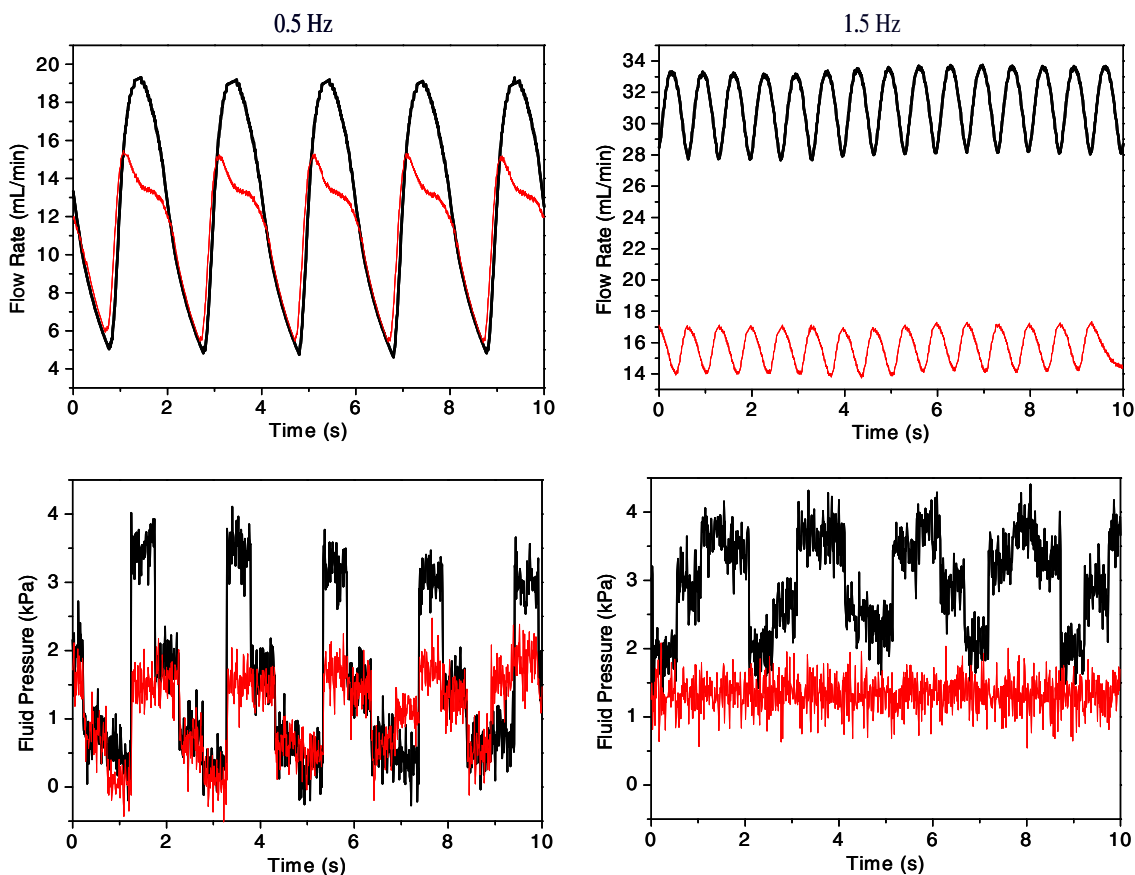 0.5 Hz
1.5 Hz
Flow Rate (mL/min)
20
18
16
14
12
10
8
6
4
0 2 4 6 8 10
Time (s)
Flow Rate (mL/min)
34
32
30
28
26
24
22
20
18
16
14
0 2 4 6 8 10
Time (s)
Fluid Pressure (kPa)
4
3
2
1
0
0 2 4 6 8 10
Time (s)
Fluid Pressure (kPa)
4
3
2
1
0
0 2 4 6 8 10
Time (s)